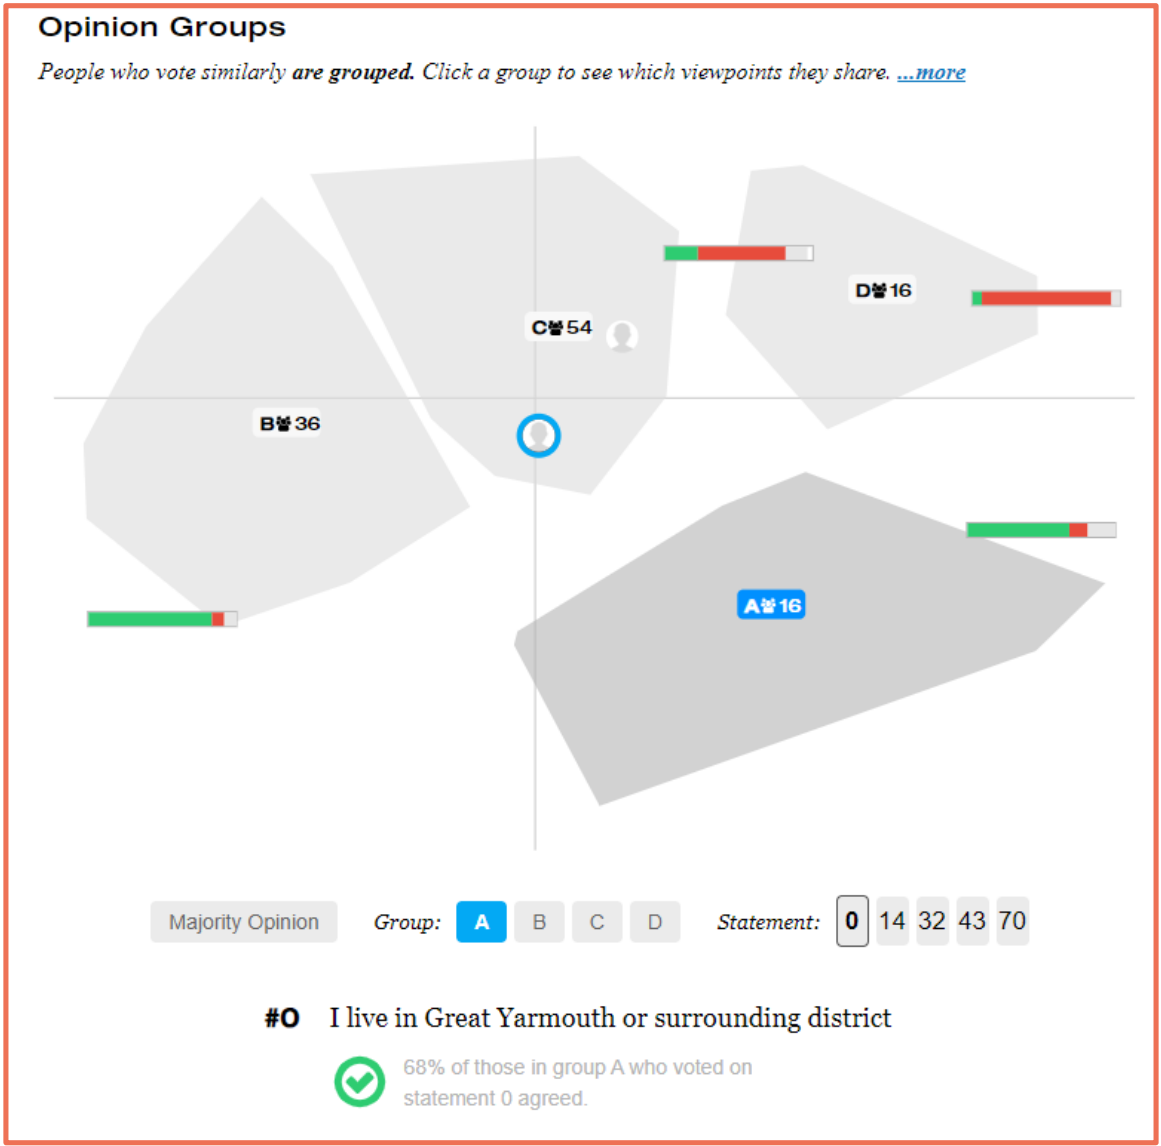 Opinion Groups
People who vote similarly are grouped. Click a group to see which viewpoints they share. ...more
C 54
D 16
B 36
A 16
Majority Opinion Group: A B C D Statement: 0 14 32 43 70
#0 I live in Great Yarmouth or surrounding district
68% of those in group A who voted on
statement 0 agreed.